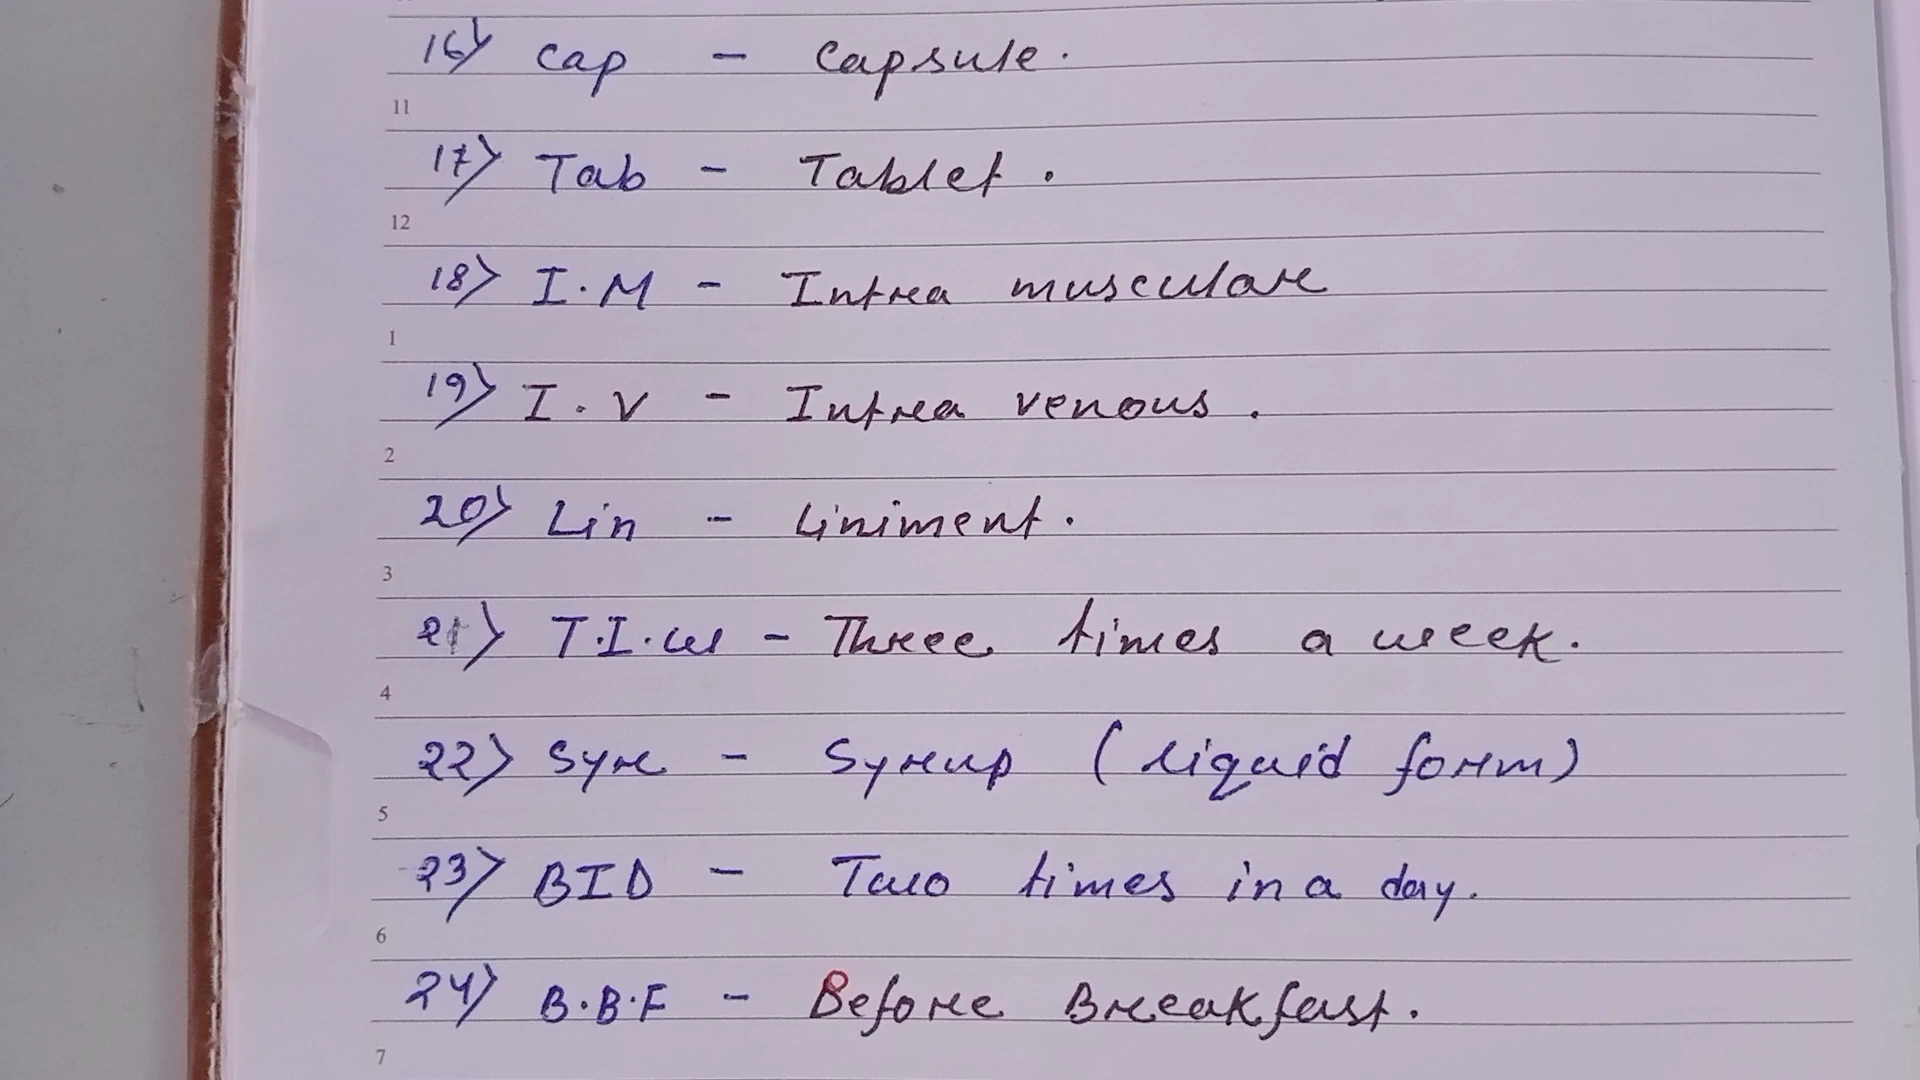 16) Cap - Capsule.
11
17) Tab - Tablet.
12
18) I.M - Intra muscular
1
19) I.V - Intra venous.
2
20) Lin - Liniment.
3
21) T.I.W - Three times a week.
4
22) Syr - Syrup (liquid form)
5
23) BID - Two times in a day.
6
24) B.B.F - Before Breakfast.
7